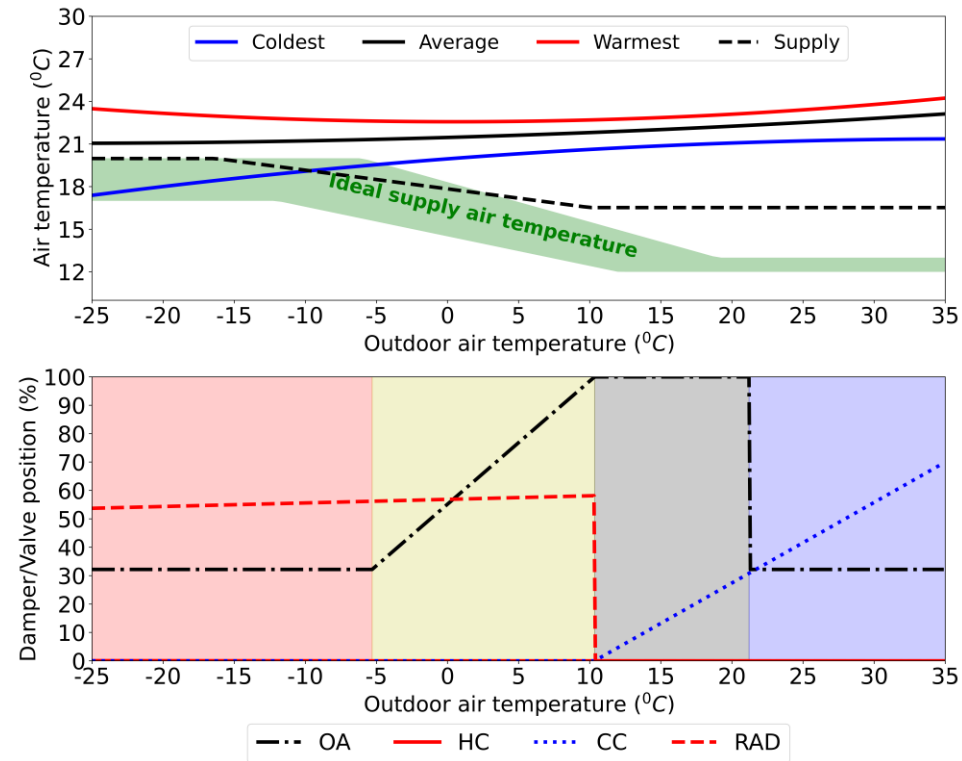 30
27
24
21
18
15
12
Air temperature (⁰C)
Coldest Average Warmest Supply
Ideal supply air temperature
-25 -20 -15 -10 -5 0 5 10 15 20 25 30 35
Outdoor air temperature (⁰C)
100
90
80
70
60
50
40
30
20
10
0
Damper/Valve position (%)
-25 -20 -15 -10 -5 0 5 10 15 20 25 30 35
Outdoor air temperature (⁰C)
OA HC CC RAD